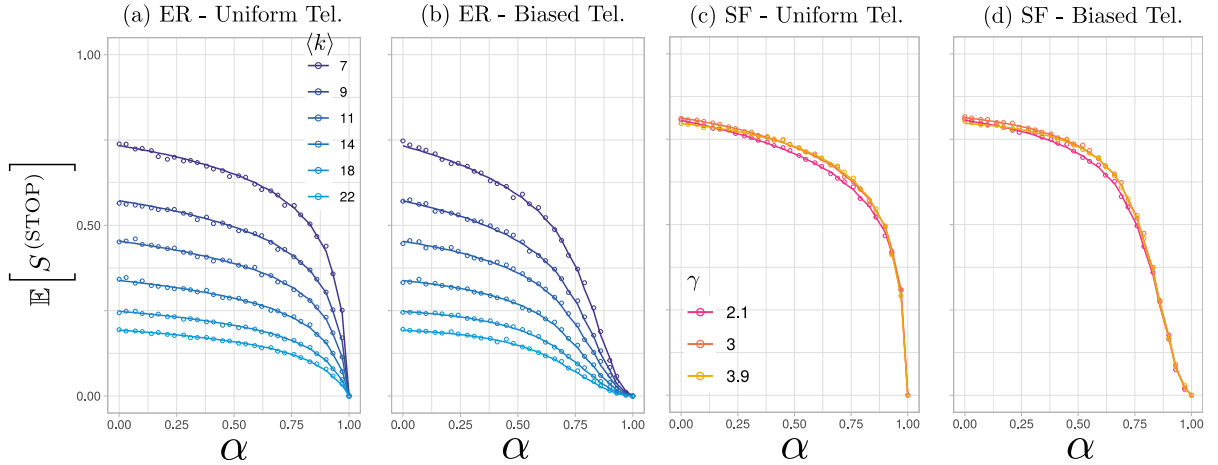 (a) ER - Uniform Tel.
(b) ER - Biased Tel.
(c) SF - Uniform Tel.
(d) SF - Biased Tel.
⟨k⟩
7
9
11
14
18
22
γ
2.1
3
3.9
𝔼 [ S^(STOP) ]
1.00
0.50
0.00
0.00 0.25 0.50 0.75 1.00
0.00 0.25 0.50 0.75 1.00
0.00 0.25 0.50 0.75 1.00
0.00 0.25 0.50 0.75 1.00
α
α
α
α